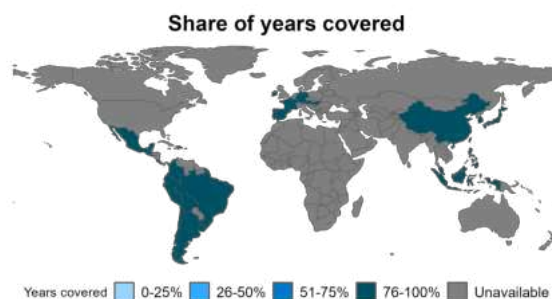 Share of years covered
Years covered 0-25% 26-50% 51-75% 76-100% Unavailable